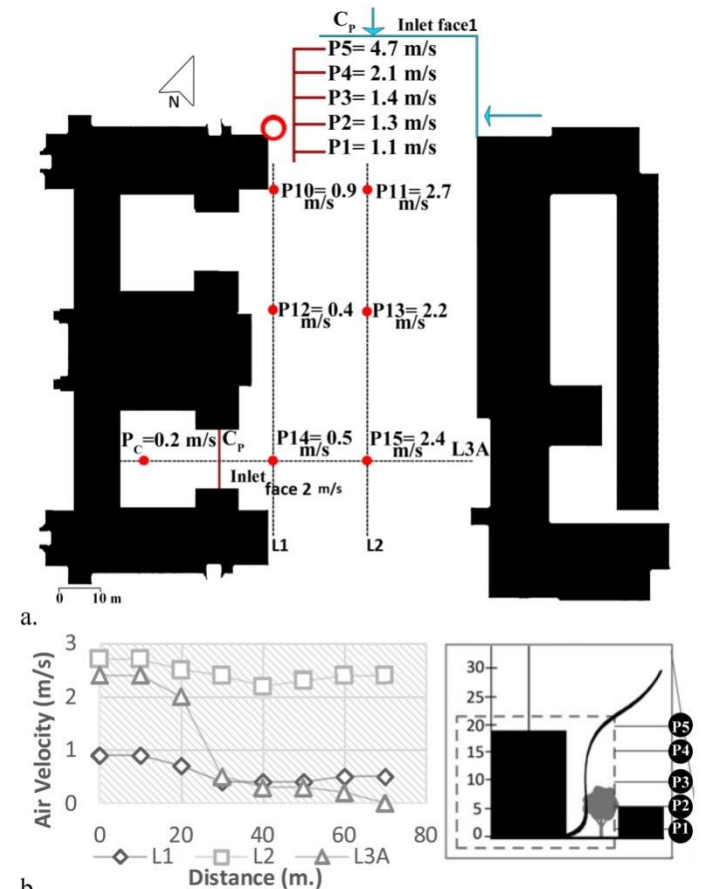 C_P Inlet face1
P5= 4.7 m/s
P4= 2.1 m/s
P3= 1.4 m/s
P2= 1.3 m/s
P1= 1.1 m/s
N
P10= 0.9 m/s
P11= 2.7 m/s
P12= 0.4 m/s
P13= 2.2 m/s
P_C=0.2 m/s C_P
P14= 0.5 m/s
P15= 2.4 m/s
L3A
Inlet face 2 m/s
L1
L2
0 10 m
a.
Air Velocity (m/s)
3
2
1
0
0 20 40 60 80
L1 L2 L3A
Distance (m.)
30
25
20
15
10
5
0
P5
P4
P3
P2
P1
b